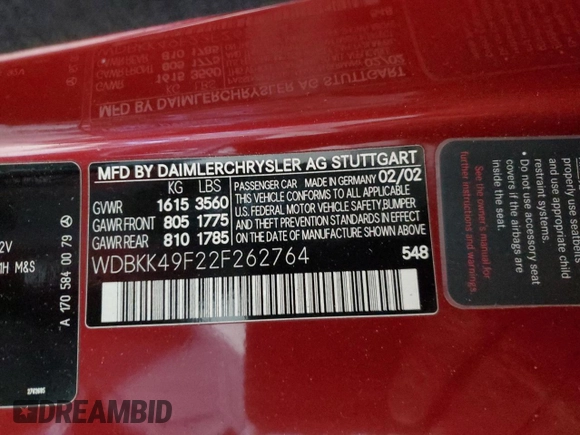 MFD BY DAIMLERCHRYSLER AG STUTTGART
KG LBS
GVWR 1615 3560
GAWR FRONT 805 1775
GAWR REAR 810 1785
PASSENGER CAR MADE IN GERMANY 02/02
THIS VEHICLE CONFORMS TO ALL APPLICABLE
U.S. FEDERAL MOTOR VEHICLE SAFETY, BUMPER
AND THEFT PREVENTION STANDARDS IN EFFECT
ON THE DATE OF MANUFACTURE SHOWN ABOVE
WDBKK49F22F262764
548
A 170 584 00 79
2V
MH M&S
restraint systems.
and use appropriate child
Do not use accessory seat
covers if the airbags are
inside the seat.
See the owner's manual for
further instructions and warnings.
DREAMBID